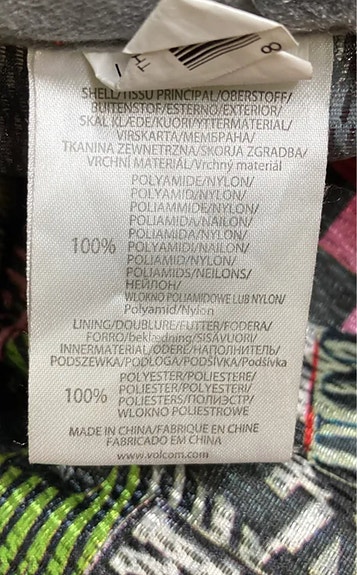 8
TH
SHELL/TISSU PRINCIPAL/OBERSTOFF/
BUITENSTOF/ESTERNO/EXTERIOR/
SKAL KLÆDE/KUORI/YTTERMATERIAL/
VIRSKARTA/МЕМБРАНА/
TKANINA ZEWNETRZNA/SKORJA ZGRADBA/
VRCHNÍ MATERIÁL/Vrchný materiál
POLYAMIDE/NYLON/
POLYAMID/NYLON/
POLIAMMIDE/NYLON/
POLIAMIDA/NAILON/
POLIAMIDA/NYLON/
100% POLYAMIDI/NAILON/
POLIAMID/NYLON/
POLIAMIDS/NEILONS/
НЕЙЛОН/
WLOKNO POLIAMIDOWE LUB NYLON/
Polyamid/Nylon
LINING/DOUBLURE/FUTTER/FODERA/
FORRO/beklædning/SISÄVUORI/
INNERMATERIAL/ODERE/НАПОЛНИТЕЛЬ/
PODSZEWKA/PODLOGA/PODŠÍVKA/Podšívka
POLYESTER/POLIESTERE/
100% POLIESTER/POLYESTERI/
POLIESTERS/ПОЛИЭСТР/
WLOKNO POLIESTROWE
MADE IN CHINA/FABRIQUE EN CHINE
FABRICADO EM CHINA
www.volcom.com